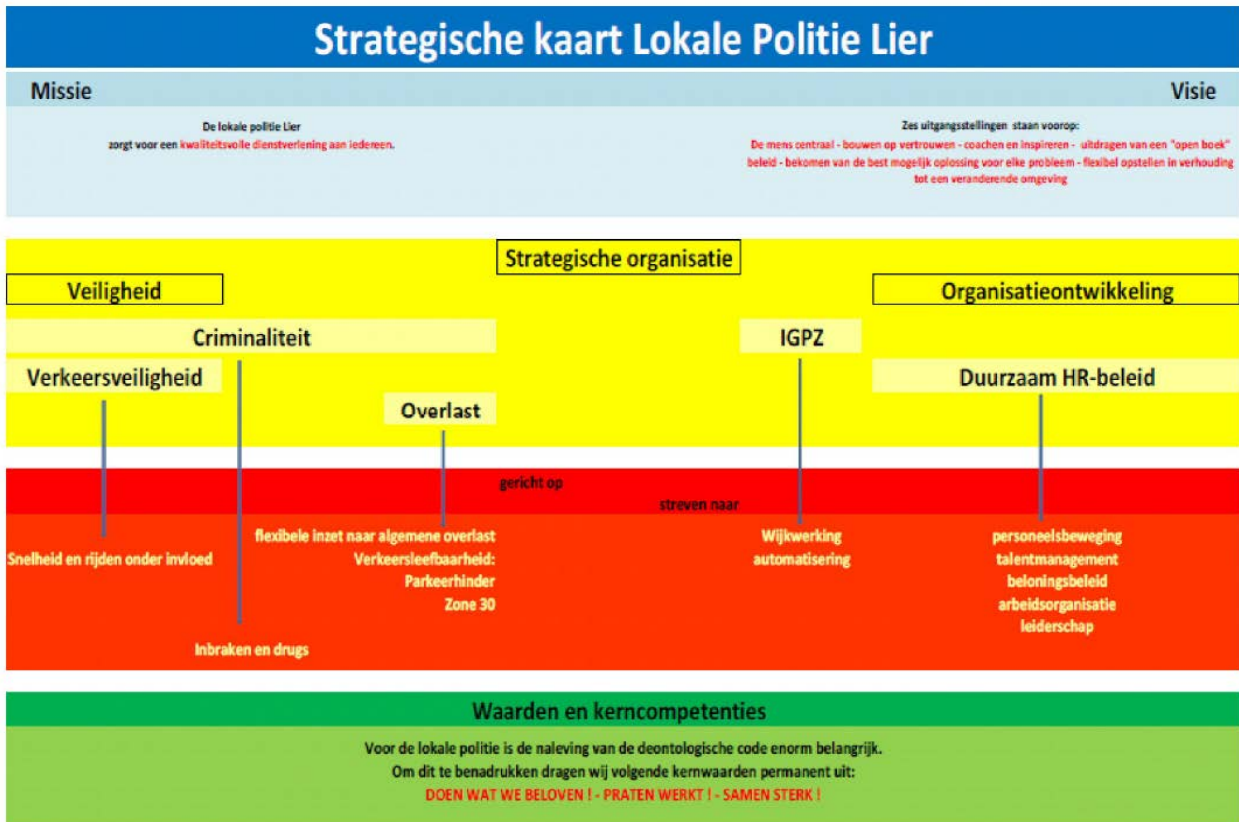 Strategische kaart Lokale Politie Lier
Missie
Visie
De lokale politie Lier
zorgt voor een kwaliteitsvolle dienstverlening aan iedereen.
Zes uitgangsstellingen staan voorop:
De mens centraal - bouwen op vertrouwen - coachen en inspireren - uitdragen van een "open boek"
beleid - bekomen van de best mogelijk oplossing voor elke probleem - flexibel opstellen in verhouding
tot een veranderende omgeving
Strategische organisatie
Veiligheid
Organisatieontwikkeling
Criminaliteit
IGPZ
Verkeersveiligheid
Duurzaam HR-beleid
Overlast
gericht op
streven naar
Snelheid en rijden onder invloed
flexibele inzet naar algemene overlast
Verkeersleefbaarheid:
Parkeerhinder
Zone 30
Inbraken en drugs
Wijkwerking
automatisering
personeelsbeweging
talentmanagement
beloningsbeleid
arbeidsorganisatie
leiderschap
Waarden en kerncompetenties
Voor de lokale politie is de naleving van de deontologische code enorm belangrijk.
Om dit te benadrukken dragen wij volgende kernwaarden permanent uit:
DOEN WAT WE BELOVEN ! - PRATEN WERKT ! - SAMEN STERK !